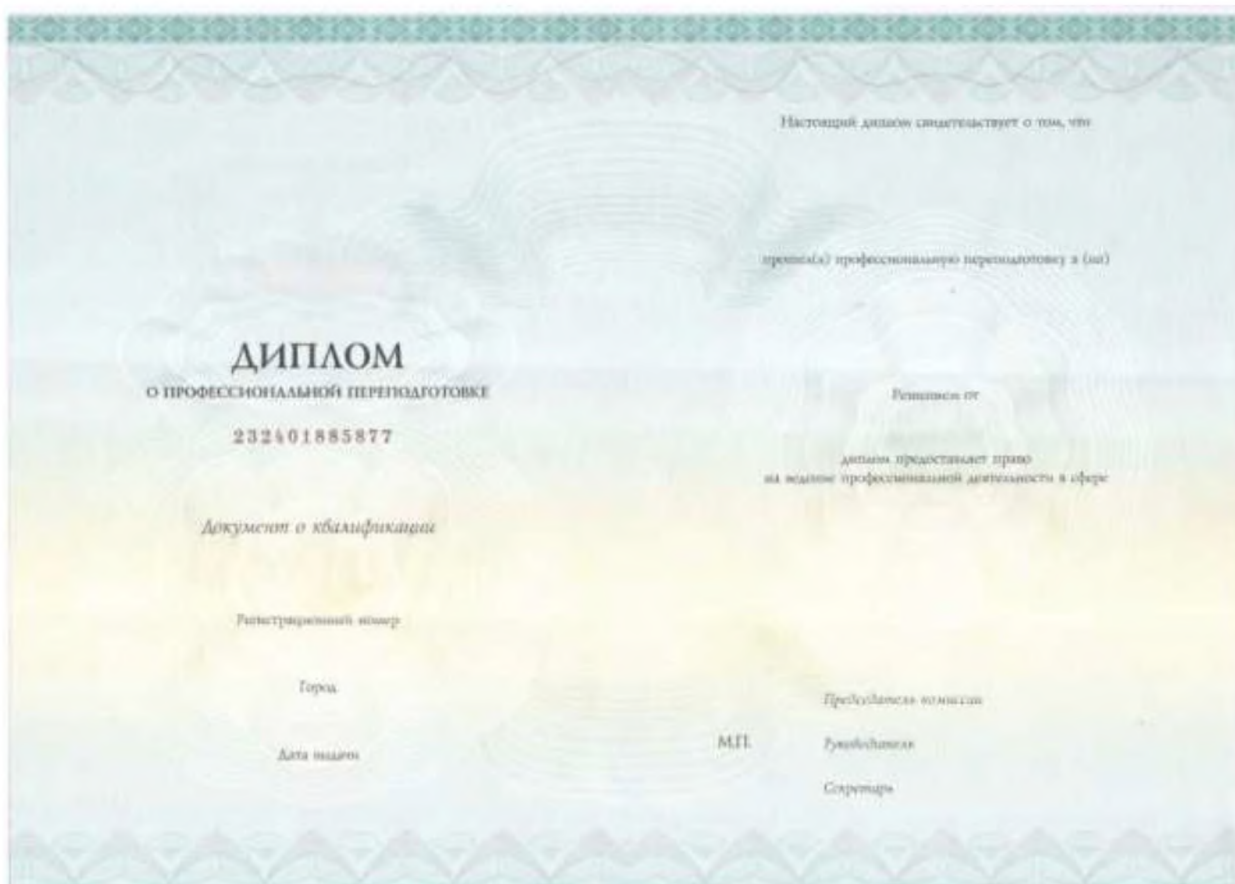 ДИПЛОМ
О ПРОФЕССИОНАЛЬНОЙ ПЕРЕПОДГОТОВКЕ
232401885877
Документ о квалификации
Регистрационный номер
Город
Дата выдачи
Настоящий диплом свидетельствует о том, что
прошел(а) профессиональную переподготовку в (на)
Решением от
диплом предоставляет право
на ведение профессиональной деятельности в сфере
Председатель комиссии
М.П. Руководитель
Секретарь